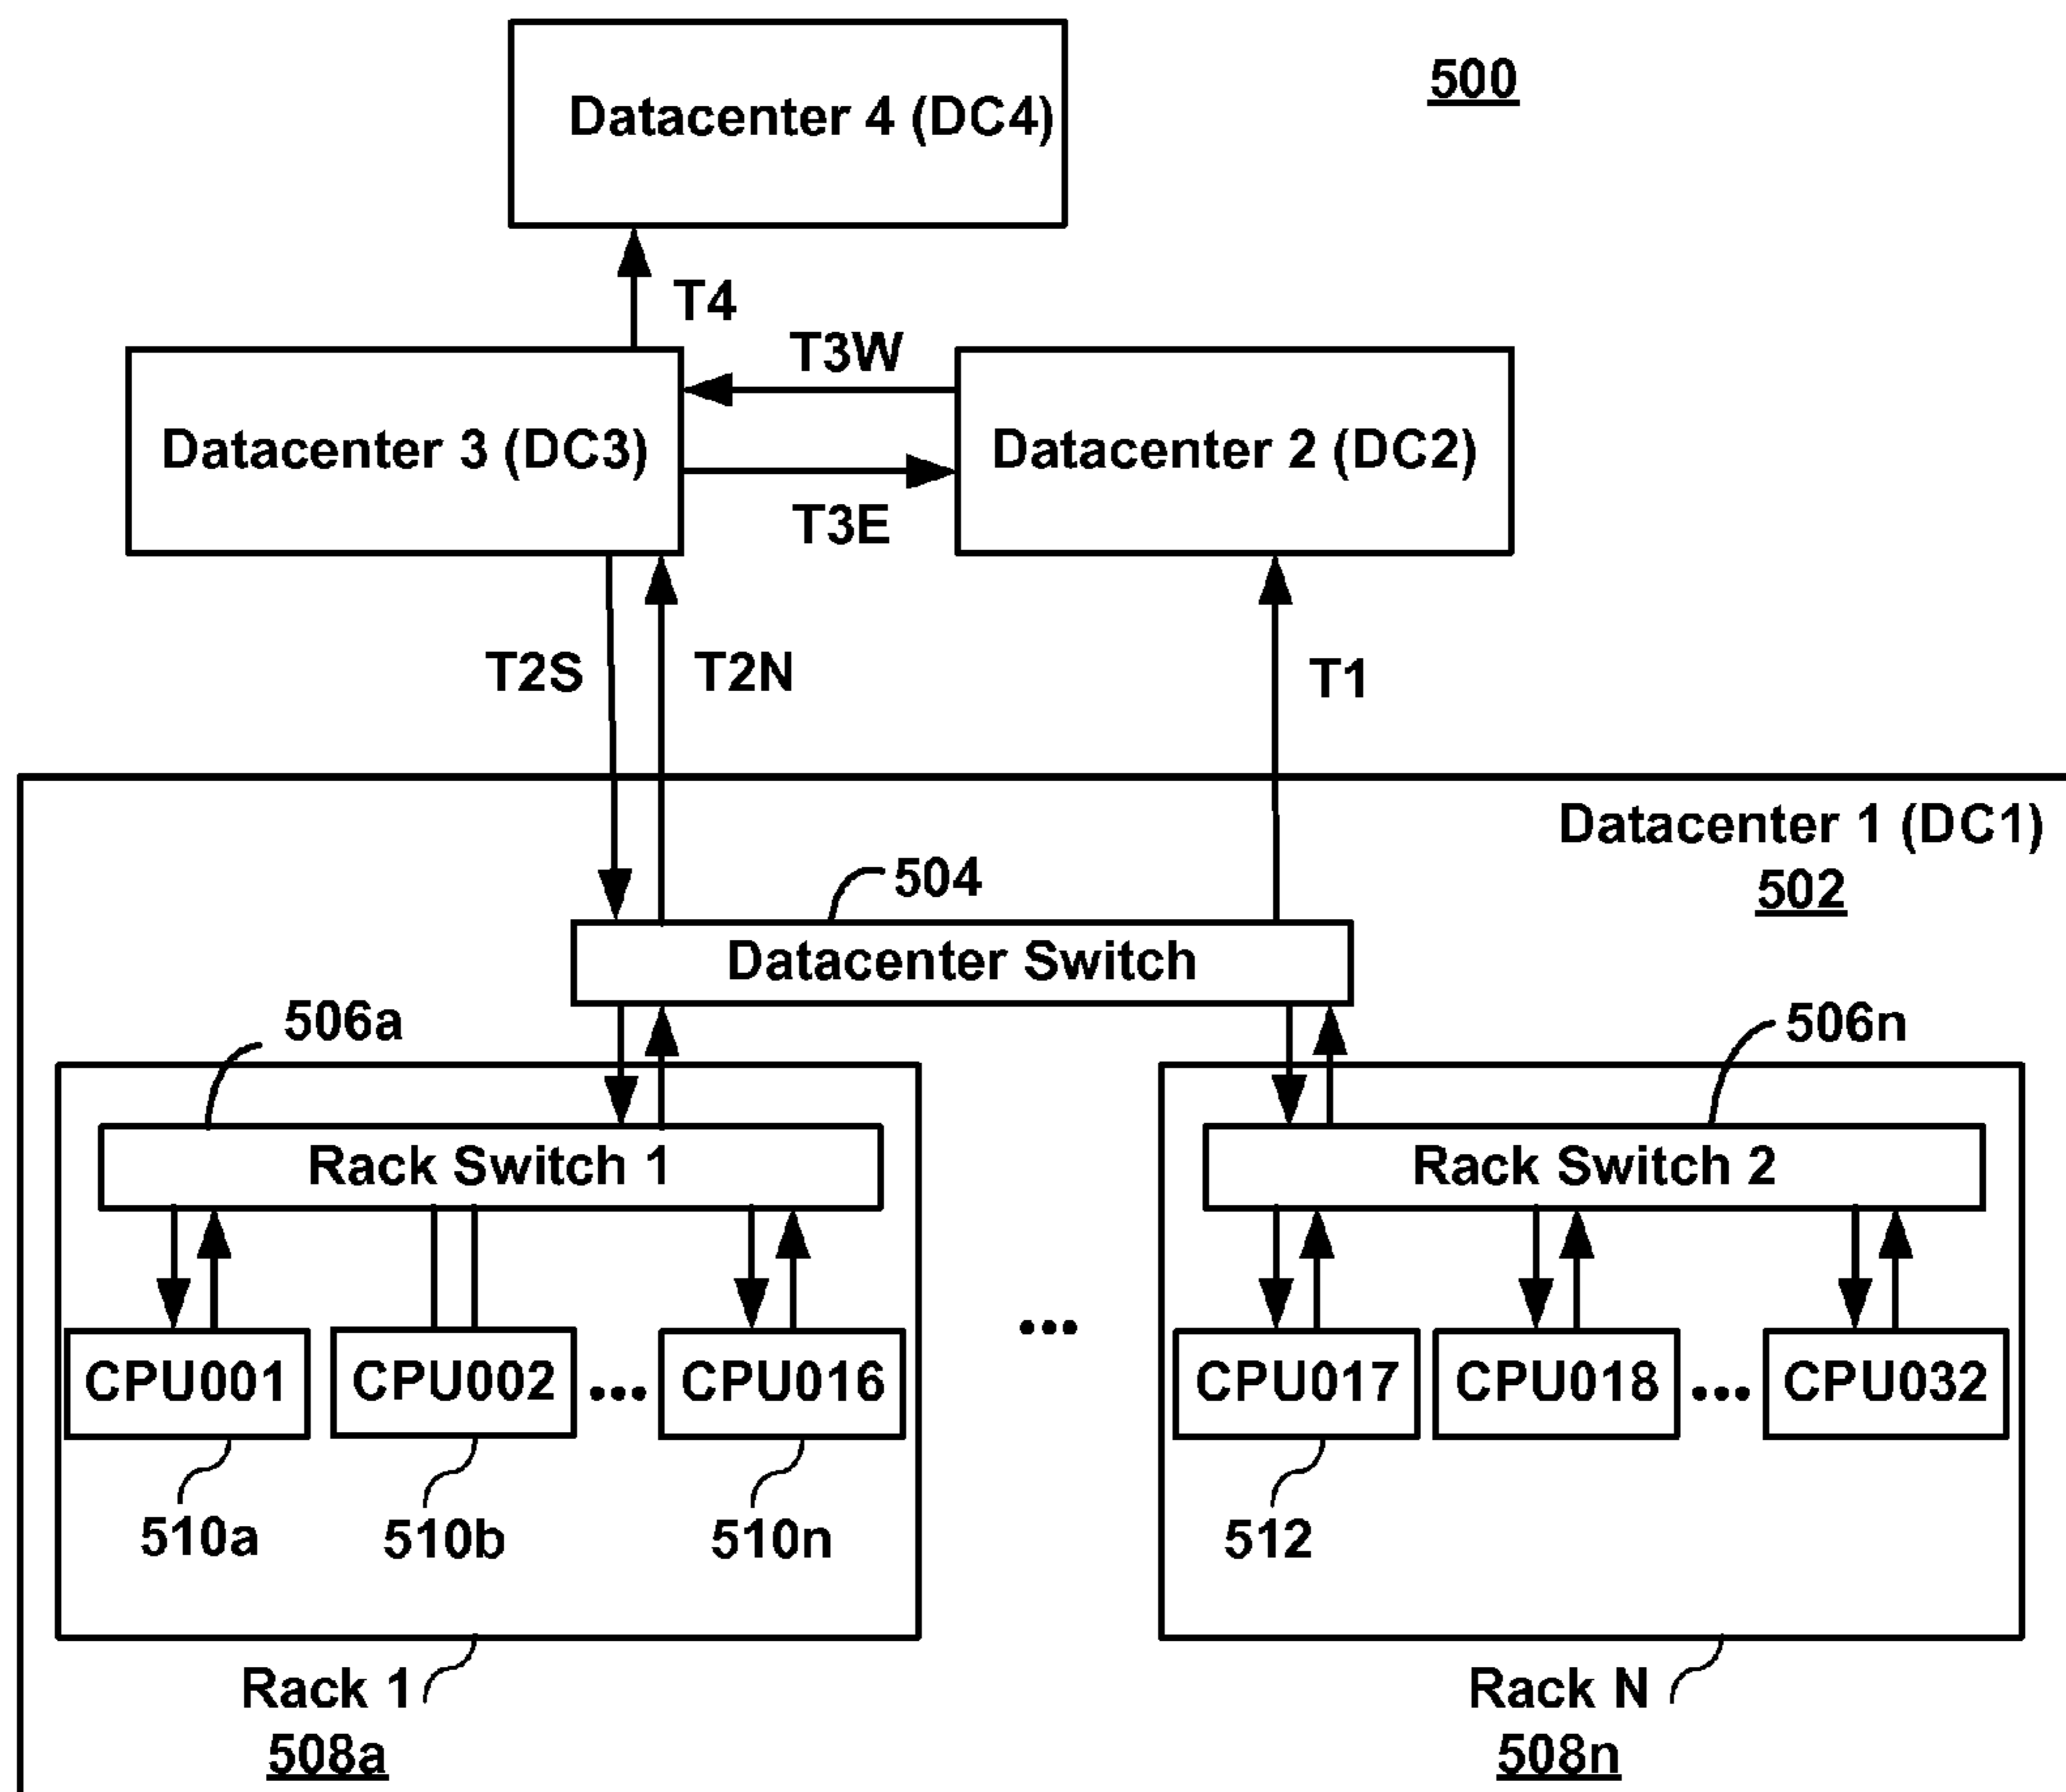 500
Datacenter 4 (DC4)
T4
T3W
Datacenter 3 (DC3)
Datacenter 2 (DC2)
T3E
T2S
T2N
T1
Datacenter 1 (DC1)
502
504
Datacenter Switch
506a
506n
Rack Switch 1
Rack Switch 2
...
CPU001
CPU002
...
CPU016
CPU017
CPU018
...
CPU032
510a
510b
510n
512
Rack 1
508a
Rack N
508n